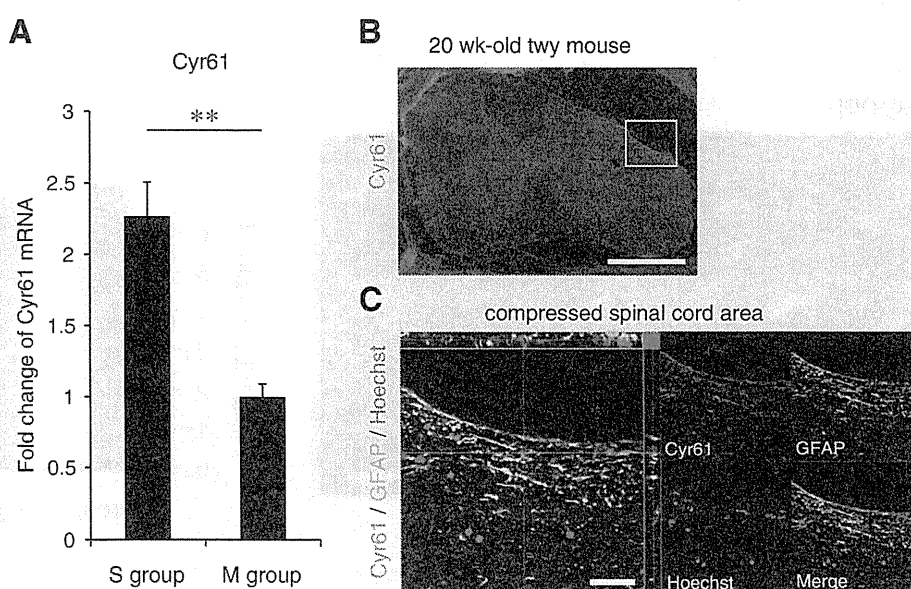 A
Cyr61
**
3
2.5
2
1.5
1
0.5
0
Fold change of Cyr61 mRNA
S group
M group
B
20 wk-old twy mouse
Cyr61
C
compressed spinal cord area
Cyr61 / GFAP / Hoechst
Cyr61
GFAP
Hoechst
Merge